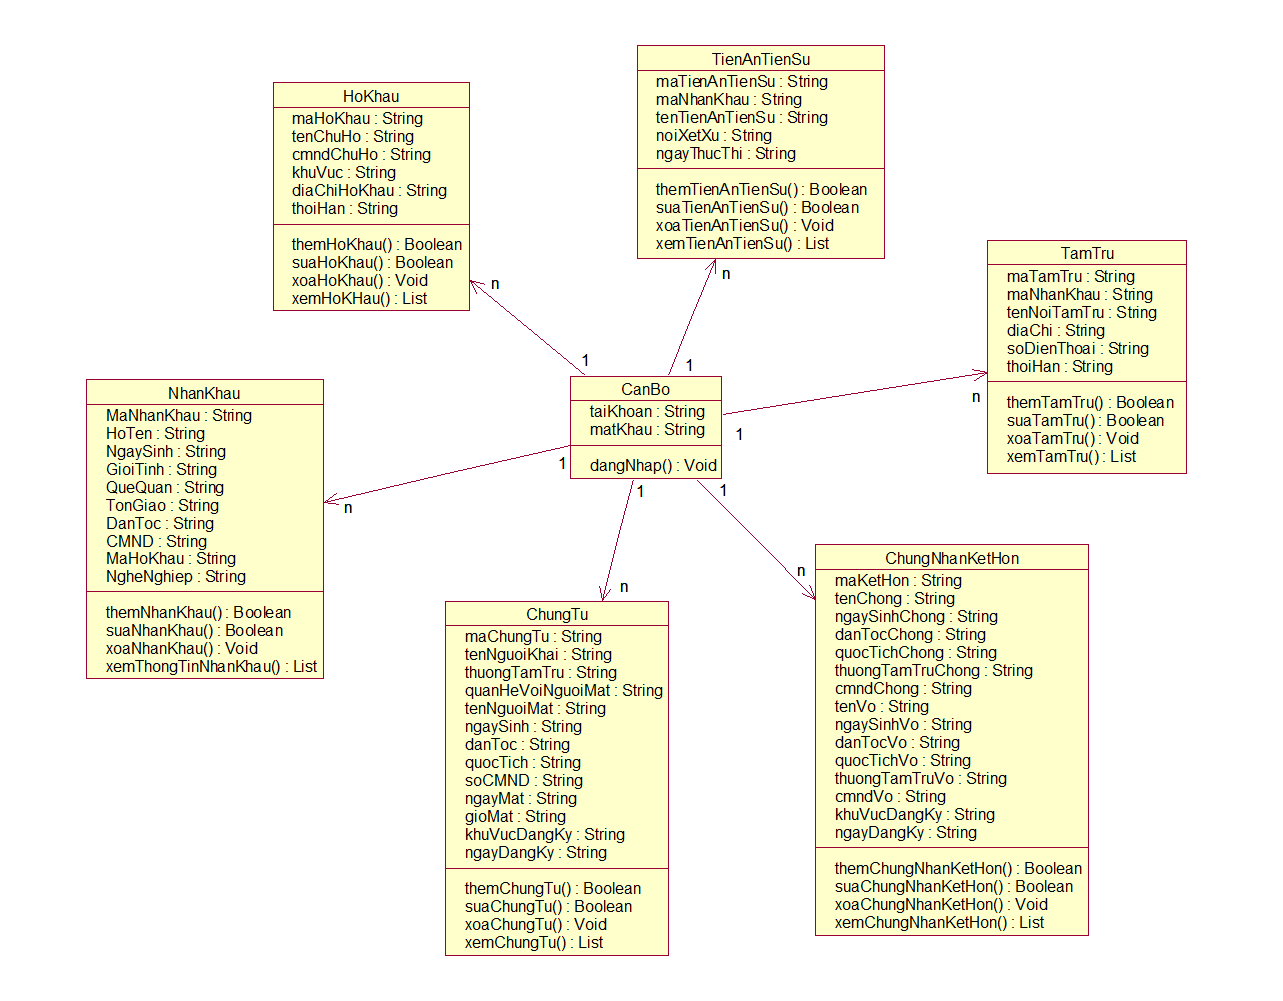 TienAnTienSu
maTienAnTienSu : String
maNhanKhau : String
tenTienAnTienSu : String
noiXetXu : String
ngayThucThi : String
themTienAnTienSu() : Boolean
suaTienAnTienSu() : Boolean
xoaTienAnTienSu() : Void
xemTienAnTienSu() : List
n
1
HoKhau
maHoKhau : String
tenChuHo : String
cmndChuHo : String
khuVuc : String
diaChiHoKhau : String
thoiHan : String
themHoKhau() : Boolean
suaHoKhau() : Boolean
xoaHoKhau() : Void
xemHoKHau() : List
n
1
TamTru
maTamTru : String
maNhanKhau : String
tenNoiTamTru : String
diaChi : String
soDienThoai : String
thoiHan : String
themTamTru() : Boolean
suaTamTru() : Boolean
xoaTamTru() : Void
xemTamTru() : List
n
1
CanBo
taiKhoan : String
matKhau : String
dangNhap() : Void
NhanKhau
MaNhanKhau : String
HoTen : String
NgaySinh : String
GioiTinh : String
QueQuan : String
TonGiao : String
DanToc : String
CMND : String
MaHoKhau : String
NgheNghiep : String
themNhanKhau() : Boolean
suaNhanKhau() : Boolean
xoaNhanKhau() : Void
xemThongTinNhanKhau() : List
n
1
ChungTu
maChungTu : String
tenNguoiKhai : String
thuongTamTru : String
quanHeVoiNguoiMat : String
tenNguoiMat : String
ngaySinh : String
danToc : String
quocTich : String
soCMND : String
ngayMat : String
gioMat : String
khuVucDangKy : String
ngayDangKy : String
themChungTu() : Boolean
suaChungTu() : Boolean
xoaChungTu() : Void
xemChungTu() : List
n
1
ChungNhanKetHon
maKetHon : String
tenChong : String
ngaySinhChong : String
danTocChong : String
quocTichChong : String
thuongTamTruChong : String
cmndChong : String
tenVo : String
ngaySinhVo : String
danTocVo : String
quocTichVo : String
thuongTamTruVo : String
cmndVo : String
khuVucDangKy : String
ngayDangKy : String
themChungNhanKetHon() : Boolean
suaChungNhanKetHon() : Boolean
xoaChungNhanKetHon() : Void
xemChungNhanKetHon() : List
n
1